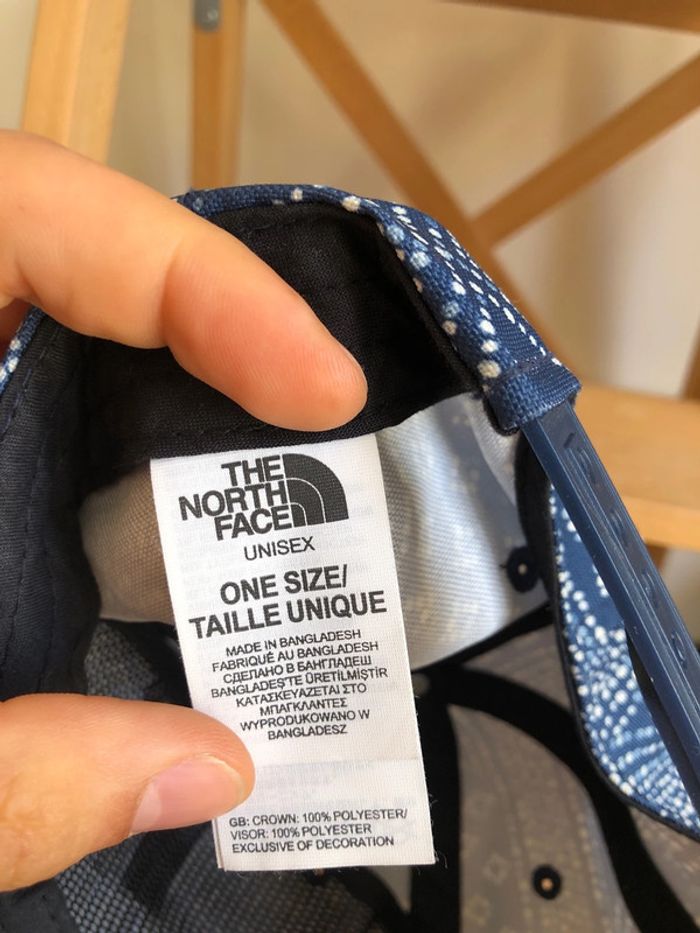 THE
NORTH
FACE
UNISEX
ONE SIZE/
TAILLE UNIQUE
MADE IN BANGLADESH
FABRIQUÉ AU BANGLADESH
СДЕЛАНО В БАНГЛАДЕШ
BANGLADEŞ'TE ÜRETİLMİŞTİR
ΚΑΤΑΣΚΕΥΑΖΕΤΑΙ ΣΤΟ
ΜΠΑΓΚΛΑΝΤΕΣ
WYPRODUKOWANO W
BANGLADESZ
GB: CROWN: 100% POLYESTER/
VISOR: 100% POLYESTER
EXCLUSIVE OF DECORATION